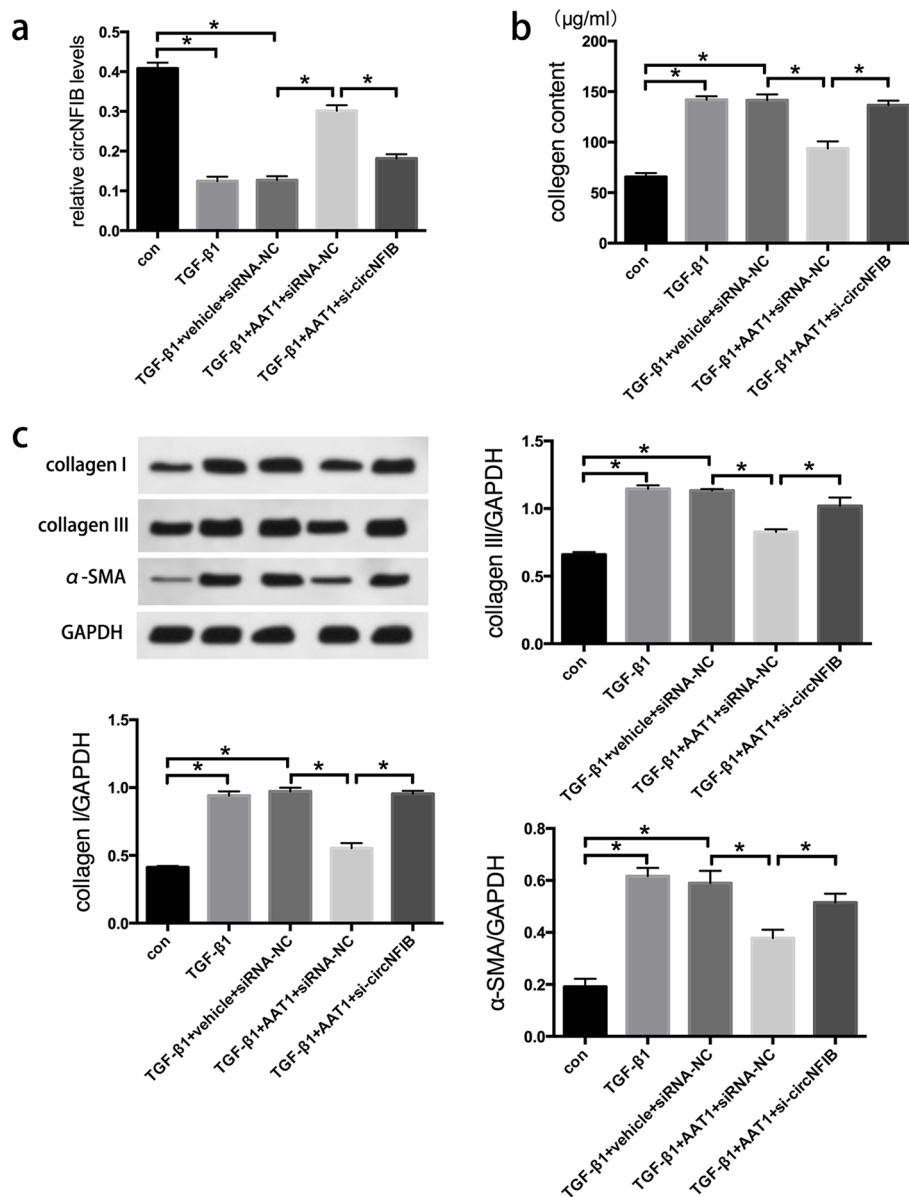 a
relative circNFIB levels
0.5
0.4
0.3
0.2
0.1
0.0
*
*
*
*
con
TGF-β1
TGF-β1+vehicle+siRNA-NC
TGF-β1+AAT1+siRNA-NC
TGF-β1+AAT1+si-circNFIB
b
(μg/ml)
collegen content
200
150
100
50
0
*
*
*
*
con
TGF-β1
TGF-β1+vehicle+siRNA-NC
TGF-β1+AAT1+siRNA-NC
TGF-β1+AAT1+si-circNFIB
c
collagen I
collagen III
α-SMA
GAPDH
collagen III/GAPDH
1.5
1.0
0.5
0.0
*
*
*
*
con
TGF-β1
TGF-β1+vehicle+siRNA-NC
TGF-β1+AAT1+siRNA-NC
TGF-β1+AAT1+si-circNFIB
collagen I/GAPDH
1.5
1.0
0.5
0.0
*
*
*
*
con
TGF-β1
TGF-β1+vehicle+siRNA-NC
TGF-β1+AAT1+siRNA-NC
TGF-β1+AAT1+si-circNFIB
α-SMA/GAPDH
0.8
0.6
0.4
0.2
0.0
*
*
*
*
con
TGF-β1
TGF-β1+vehicle+siRNA-NC
TGF-β1+AAT1+siRNA-NC
TGF-β1+AAT1+si-circNFIB